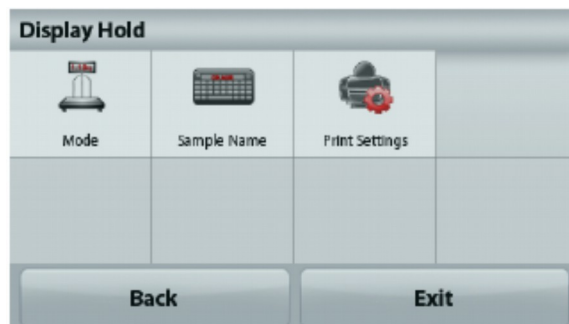 Display Hold
Mode
Sample Name
Print Settings
Back
Exit